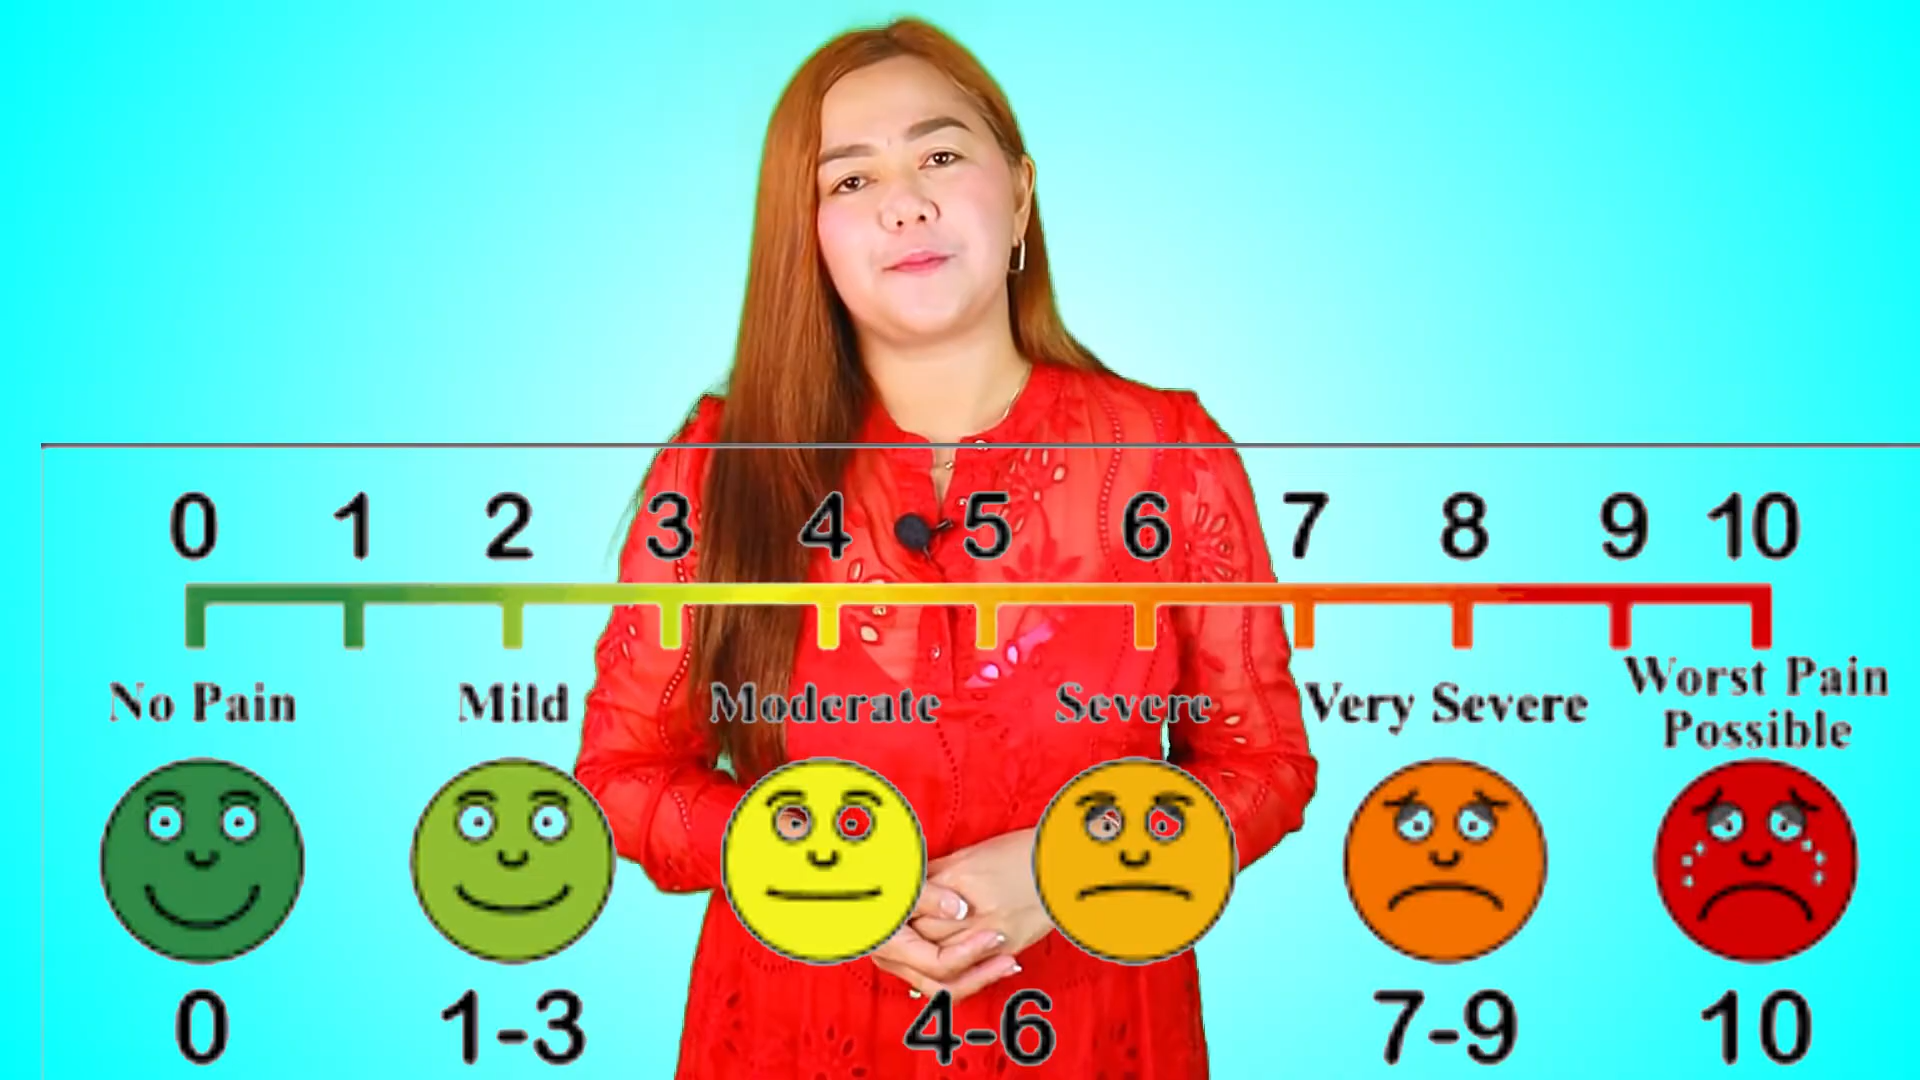 0 1 2 3 4 5 6 7 8 9 10
No Pain Mild Moderate Severe Very Severe Worst Pain
Possible
0 1-3 4-6 7-9 10